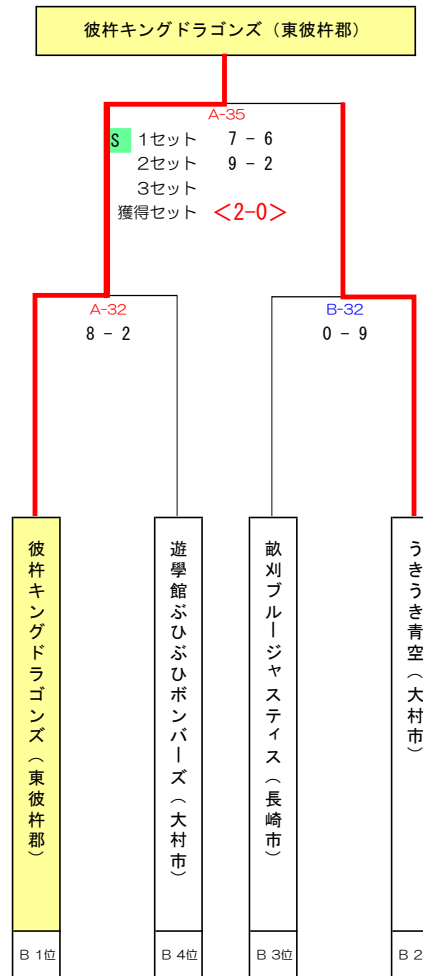 彼杵キングドラゴンズ（東彼杵郡）
A-35
S 1セット 7 - 6
2セット 9 - 2
3セット
獲得セット <2-0>
A-32
8 - 2
B-32
0 - 9
彼杵キングドラゴンズ（東彼杵郡）
遊學館ぶひぶひボンバーズ（大村市）
畝刈ブルージャスティス（長崎市）
うきうき青空（大村市）
B 1位
B 4位
B 3位
B 2